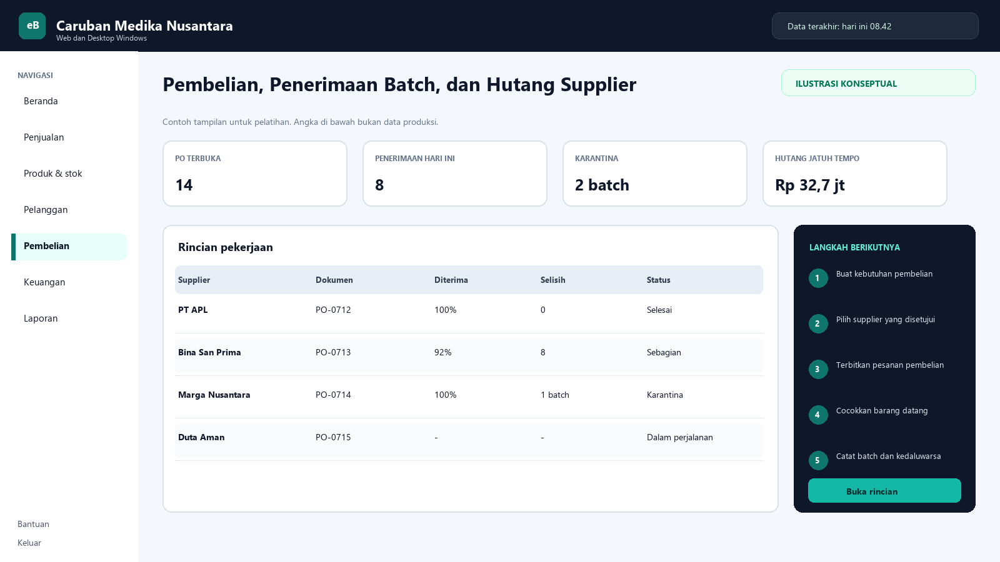 eB
Caruban Medika Nusantara
Web dan Desktop Windows
Data terakhir: hari ini 08.42
NAVIGASI
Beranda
Penjualan
Produk & stok
Pelanggan
Pembelian
Keuangan
Laporan
Bantuan
Keluar
Pembelian, Penerimaan Batch, dan Hutang Supplier
ILUSTRASI KONSEPTUAL
Contoh tampilan untuk pelatihan. Angka di bawah bukan data produksi.
PO TERBUKA
14
PENERIMAAN HARI INI
8
KARANTINA
2 batch
HUTANG JATUH TEMPO
Rp 32,7 jt
Rincian pekerjaan
Supplier Dokumen Diterima Selisih Status
PT APL PO-0712 100% 0 Selesai
Bina San Prima PO-0713 92% 8 Sebagian
Marga Nusantara PO-0714 100% 1 batch Karantina
Duta Aman PO-0715 - - Dalam perjalanan
LANGKAH BERIKUTNYA
1 Buat kebutuhan pembelian
2 Pilih supplier yang disetujui
3 Terbitkan pesanan pembelian
4 Cocokkan barang datang
5 Catat batch dan kedaluwarsa
Buka rincian